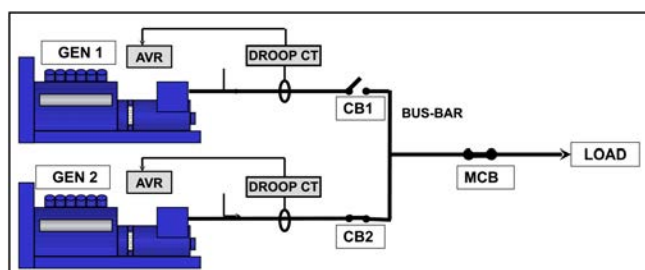 GEN 1
AVR
DROOP CT
CB1
BUS-BAR
LOAD
MCB
GEN 2
AVR
DROOP CT
CB2